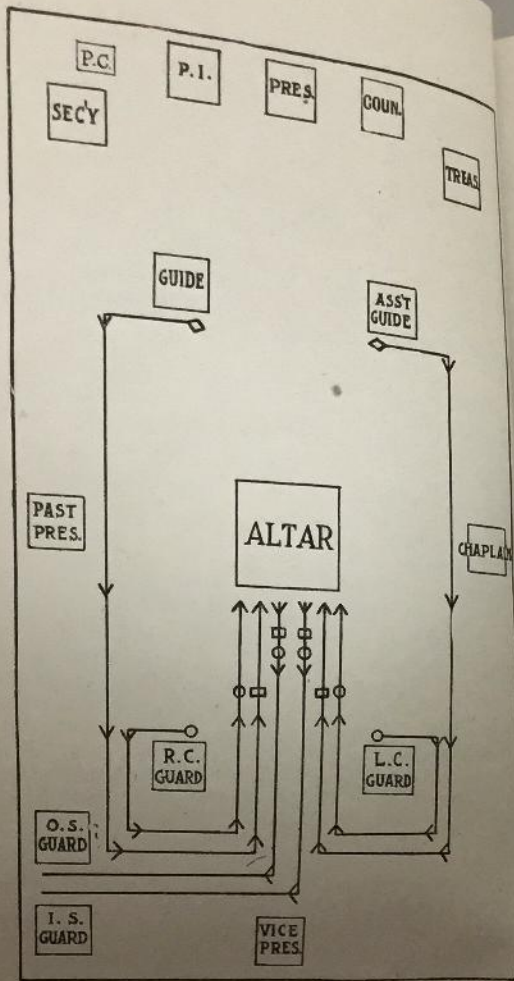 P.C.
P. I.
PRES.
COUN.
SEC'Y
TREAS.
GUIDE
ASS'T
GUIDE
PAST
PRES.
ALTAR
CHAPLAIN
R.C.
GUARD
L.C.
GUARD
O.S.
GUARD
I. S.
GUARD
VICE
PRES.